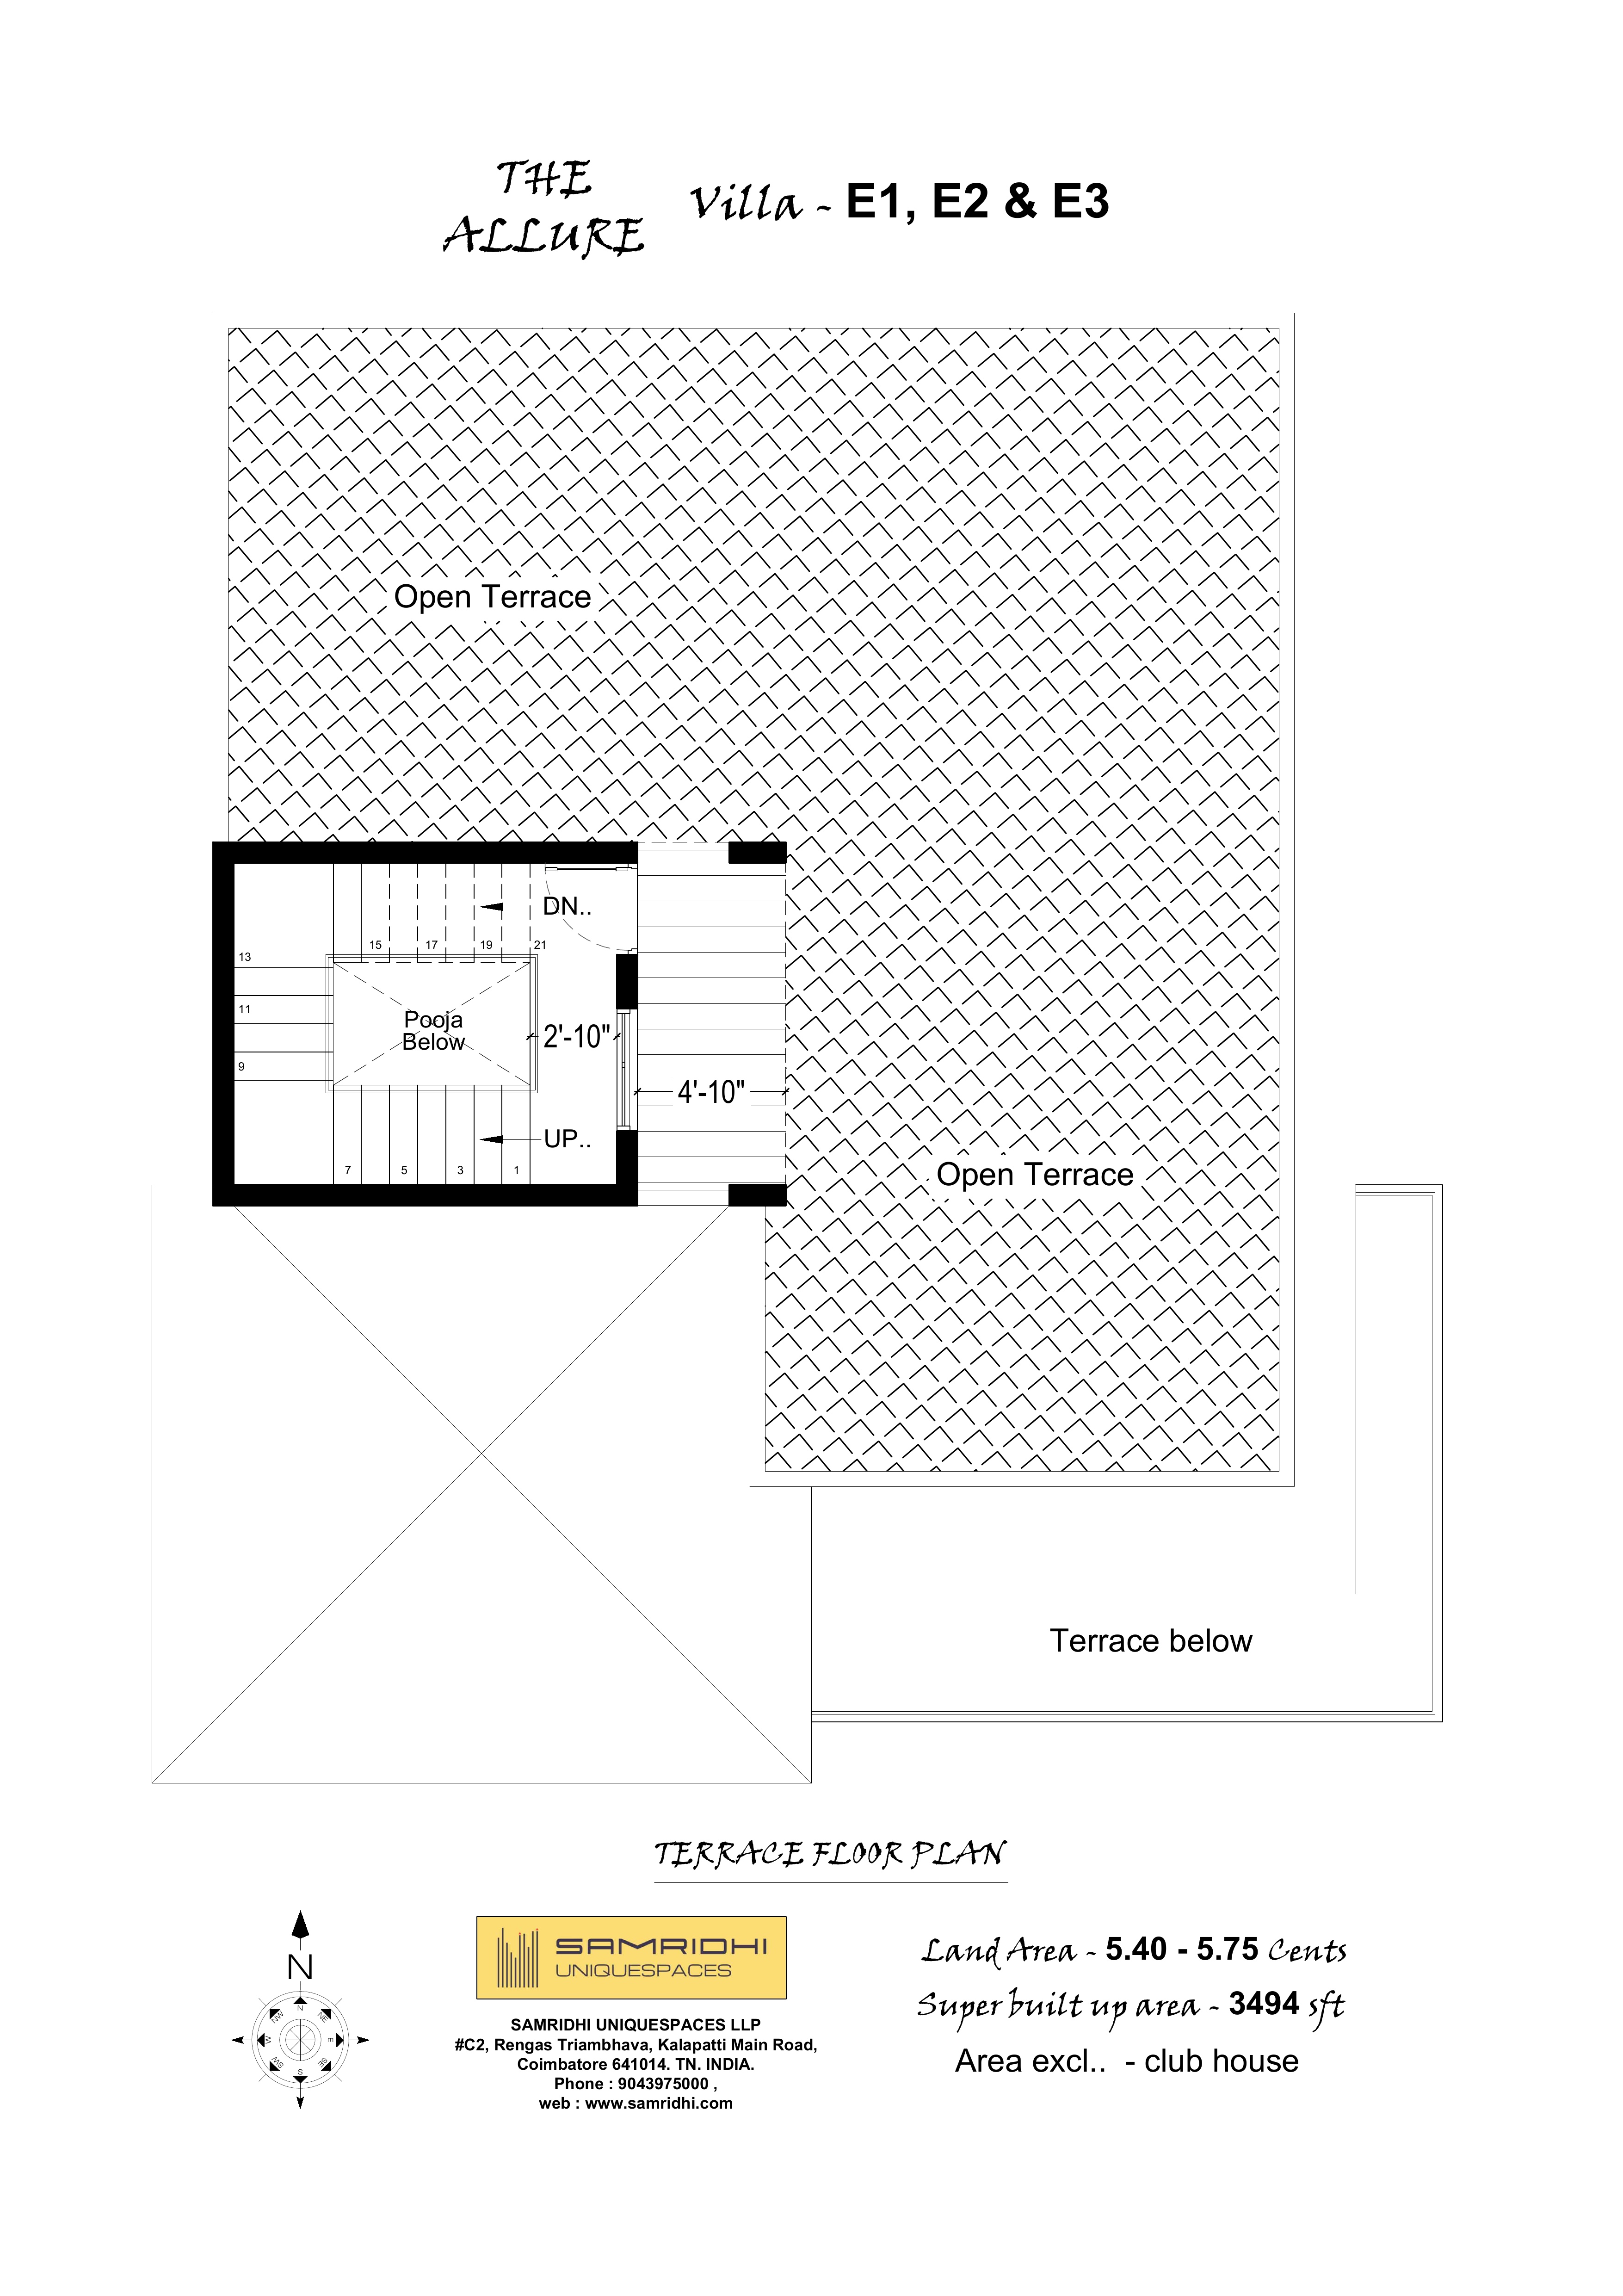 THE
ALLURE
Villa - E1, E2 & E3
Open Terrace
DN..
15 17 19 21
13
11
9
Pooja
Below
2'-10"
4'-10"
UP..
7 5 3 1
Open Terrace
Terrace below
TERRACE FLOOR PLAN
N
N
NE
E
SE
S
SW
W
NW
SAMRIDHI
UNIQUESPACES
SAMRIDHI UNIQUESPACES LLP
#C2, Rengas Triambhava, Kalapatti Main Road,
Coimbatore 641014. TN. INDIA.
Phone : 9043975000 ,
web : www.samridhi.com
Land Area - 5.40 - 5.75 Cents
Super built up area - 3494 sft
Area excl.. - club house